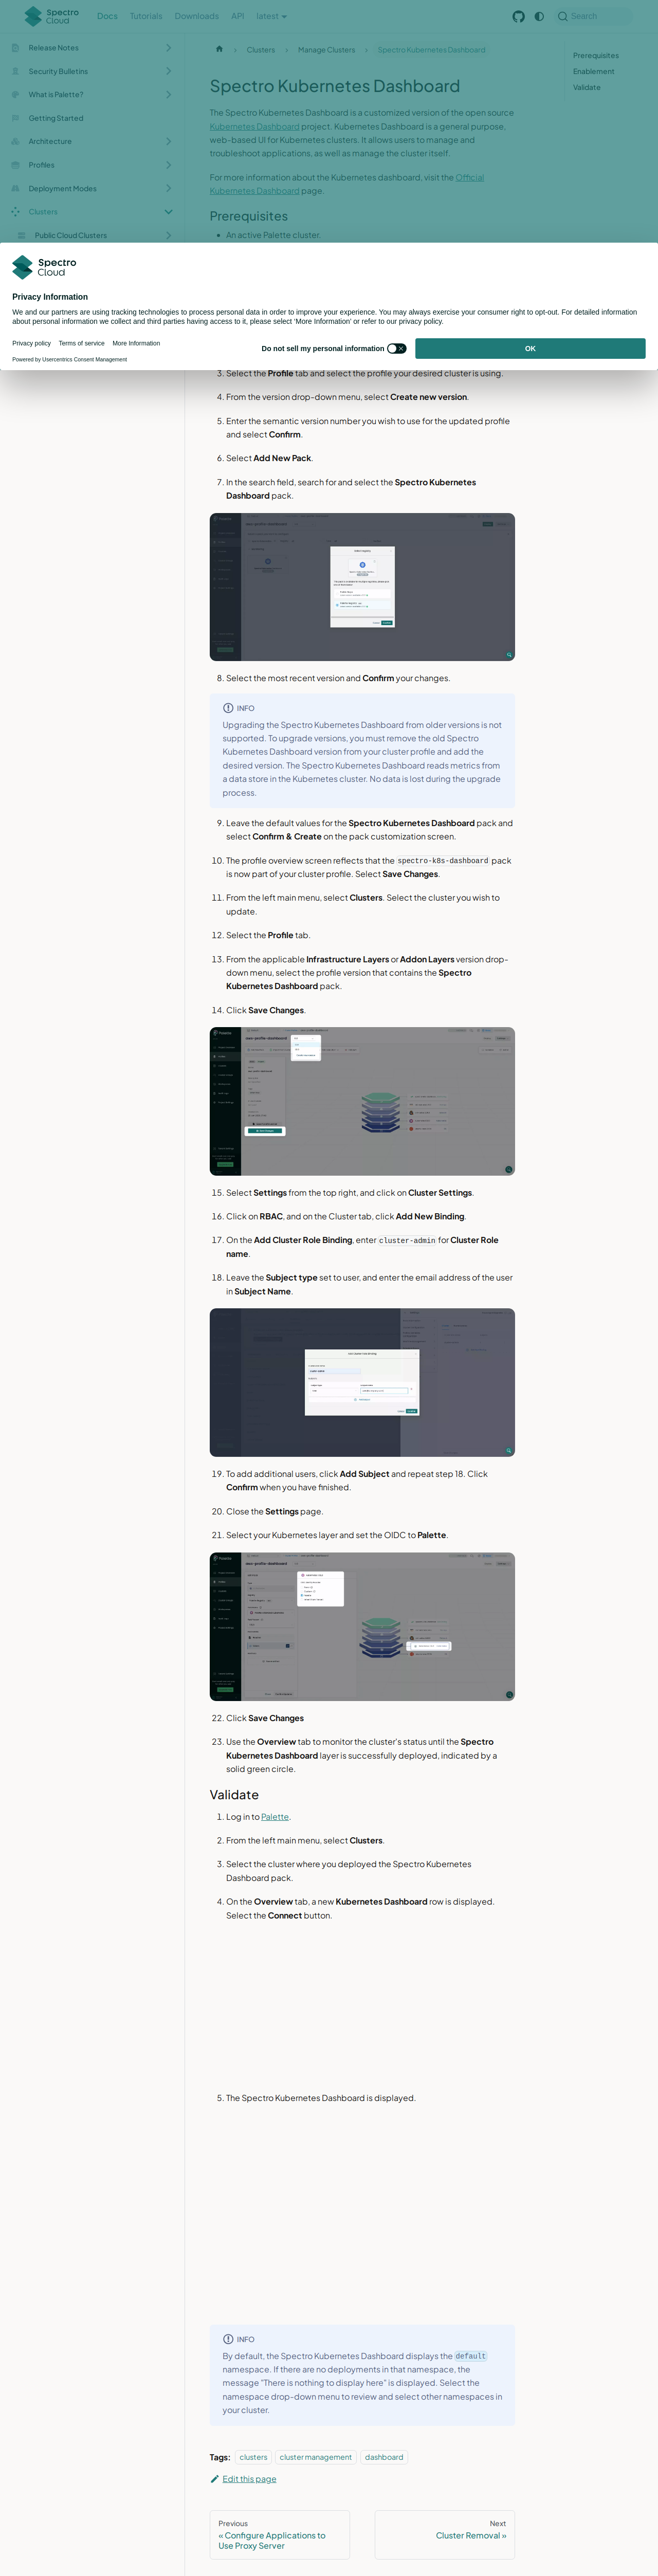 Spectro Cloud
Docs
Tutorials
Downloads
API
latest
Search
Release Notes
Security Bulletins
What is Palette?
Getting Started
Architecture
Profiles
Deployment Modes
Clusters
Public Cloud Clusters
Clusters
Manage Clusters
Spectro Kubernetes Dashboard
Prerequisites
Enablement
Validate
Spectro Kubernetes Dashboard
The Spectro Kubernetes Dashboard is a customized version of the open source
Kubernetes Dashboard project. Kubernetes Dashboard is a general purpose,
web-based UI for Kubernetes clusters. It allows users to manage and
troubleshoot applications, as well as manage the cluster itself.
For more information about the Kubernetes dashboard, visit the Official
Kubernetes Dashboard page.
Prerequisites
An active Palette cluster.
Spectro
Cloud
Privacy Information
We and our partners are using tracking technologies to process personal data in order to improve your experience. You may always exercise your consumer right to opt-out. For detailed information
about personal information we collect and third parties having access to it, please select 'More Information' or refer to our privacy policy.
Privacy policy
Terms of service
More Information
Powered by Usercentrics Consent Management
Do not sell my personal information
OK
3. Select the Profile tab and select the profile your desired cluster is using.
4. From the version drop-down menu, select Create new version.
5. Enter the semantic version number you wish to use for the updated profile
and select Confirm.
6. Select Add New Pack.
7. In the search field, search for and select the Spectro Kubernetes
Dashboard pack.
8. Select the most recent version and Confirm your changes.
INFO
Upgrading the Spectro Kubernetes Dashboard from older versions is not
supported. To upgrade versions, you must remove the old Spectro
Kubernetes Dashboard version from your cluster profile and add the
desired version. The Spectro Kubernetes Dashboard reads metrics from
a data store in the Kubernetes cluster. No data is lost during the upgrade
process.
9. Leave the default values for the Spectro Kubernetes Dashboard pack and
select Confirm & Create on the pack customization screen.
10. The profile overview screen reflects that the spectro-k8s-dashboard pack
is now part of your cluster profile. Select Save Changes.
11. From the left main menu, select Clusters. Select the cluster you wish to
update.
12. Select the Profile tab.
13. From the applicable Infrastructure Layers or Addon Layers version drop-
down menu, select the profile version that contains the Spectro
Kubernetes Dashboard pack.
14. Click Save Changes.
15. Select Settings from the top right, and click on Cluster Settings.
16. Click on RBAC, and on the Cluster tab, click Add New Binding.
17. On the Add Cluster Role Binding, enter cluster-admin for Cluster Role
name.
18. Leave the Subject type set to user, and enter the email address of the user
in Subject Name.
19. To add additional users, click Add Subject and repeat step 18. Click
Confirm when you have finished.
20. Close the Settings page.
21. Select your Kubernetes layer and set the OIDC to Palette.
22. Click Save Changes
23. Use the Overview tab to monitor the cluster's status until the Spectro
Kubernetes Dashboard layer is successfully deployed, indicated by a
solid green circle.
Validate
1. Log in to Palette.
2. From the left main menu, select Clusters.
3. Select the cluster where you deployed the Spectro Kubernetes
Dashboard pack.
4. On the Overview tab, a new Kubernetes Dashboard row is displayed.
Select the Connect button.
5. The Spectro Kubernetes Dashboard is displayed.
INFO
By default, the Spectro Kubernetes Dashboard displays the default
namespace. If there are no deployments in that namespace, the
message "There is nothing to display here" is displayed. Select the
namespace drop-down menu to review and select other namespaces in
your cluster.
Tags:
clusters
cluster management
dashboard
Edit this page
Previous
« Configure Applications to
Use Proxy Server
Next
Cluster Removal »